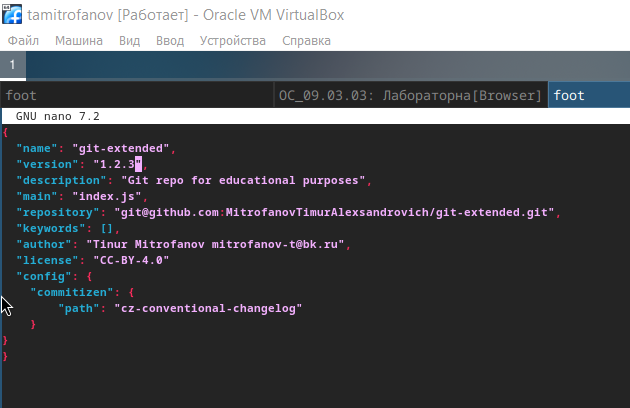 tamitrofanov [Работает] - Oracle VM VirtualBox
Файл Машина Вид Ввод Устройства Справка
1
foot ОС_09.03.03: Лабораторна[Browser] foot
GNU nano 7.2
{
"name": "git-extended",
"version": "1.2.3",
"description": "Git repo for educational purposes",
"main": "index.js",
"repository": "git@github.com:MitrofanovTimurAlexsandrovich/git-extended.git",
"keywords": [],
"author": "Tinur Mitrofanov mitrofanov-t@bk.ru",
"license": "CC-BY-4.0"
"config": {
"commitizen": {
"path": "cz-conventional-changelog"
}
}
}